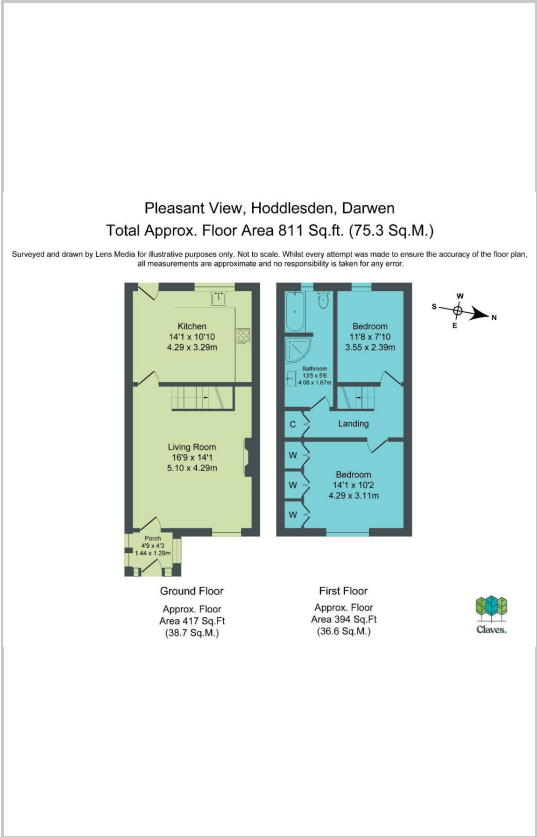 Pleasant View, Hoddlesden, Darwen
Total Approx. Floor Area 811 Sq.ft. (75.3 Sq.M.)
Surveyed and drawn by Lens Media for illustrative purposes only. Not to scale. Whilst every attempt was made to ensure the accuracy of the floor plan,
all measurements are approximate and no responsibility is taken for any error.
Kitchen
14'1 x 10'10
4.29 x 3.29m
Living Room
16'9 x 14'1
5.10 x 4.29m
Porch
4'9 x 4'3
1.44 x 1.29m
Bedroom
11'8 x 7'10
3.55 x 2.39m
Bathroom
13'5 x 5'6
4.08 x 1.67m
C
Landing
W
W
W
Bedroom
14'1 x 10'2
4.29 x 3.11m
W
S
N
E
Ground Floor
Approx. Floor
Area 417 Sq.Ft
(38.7 Sq.M.)
First Floor
Approx. Floor
Area 394 Sq.Ft
(36.6 Sq.M.)
Claves.